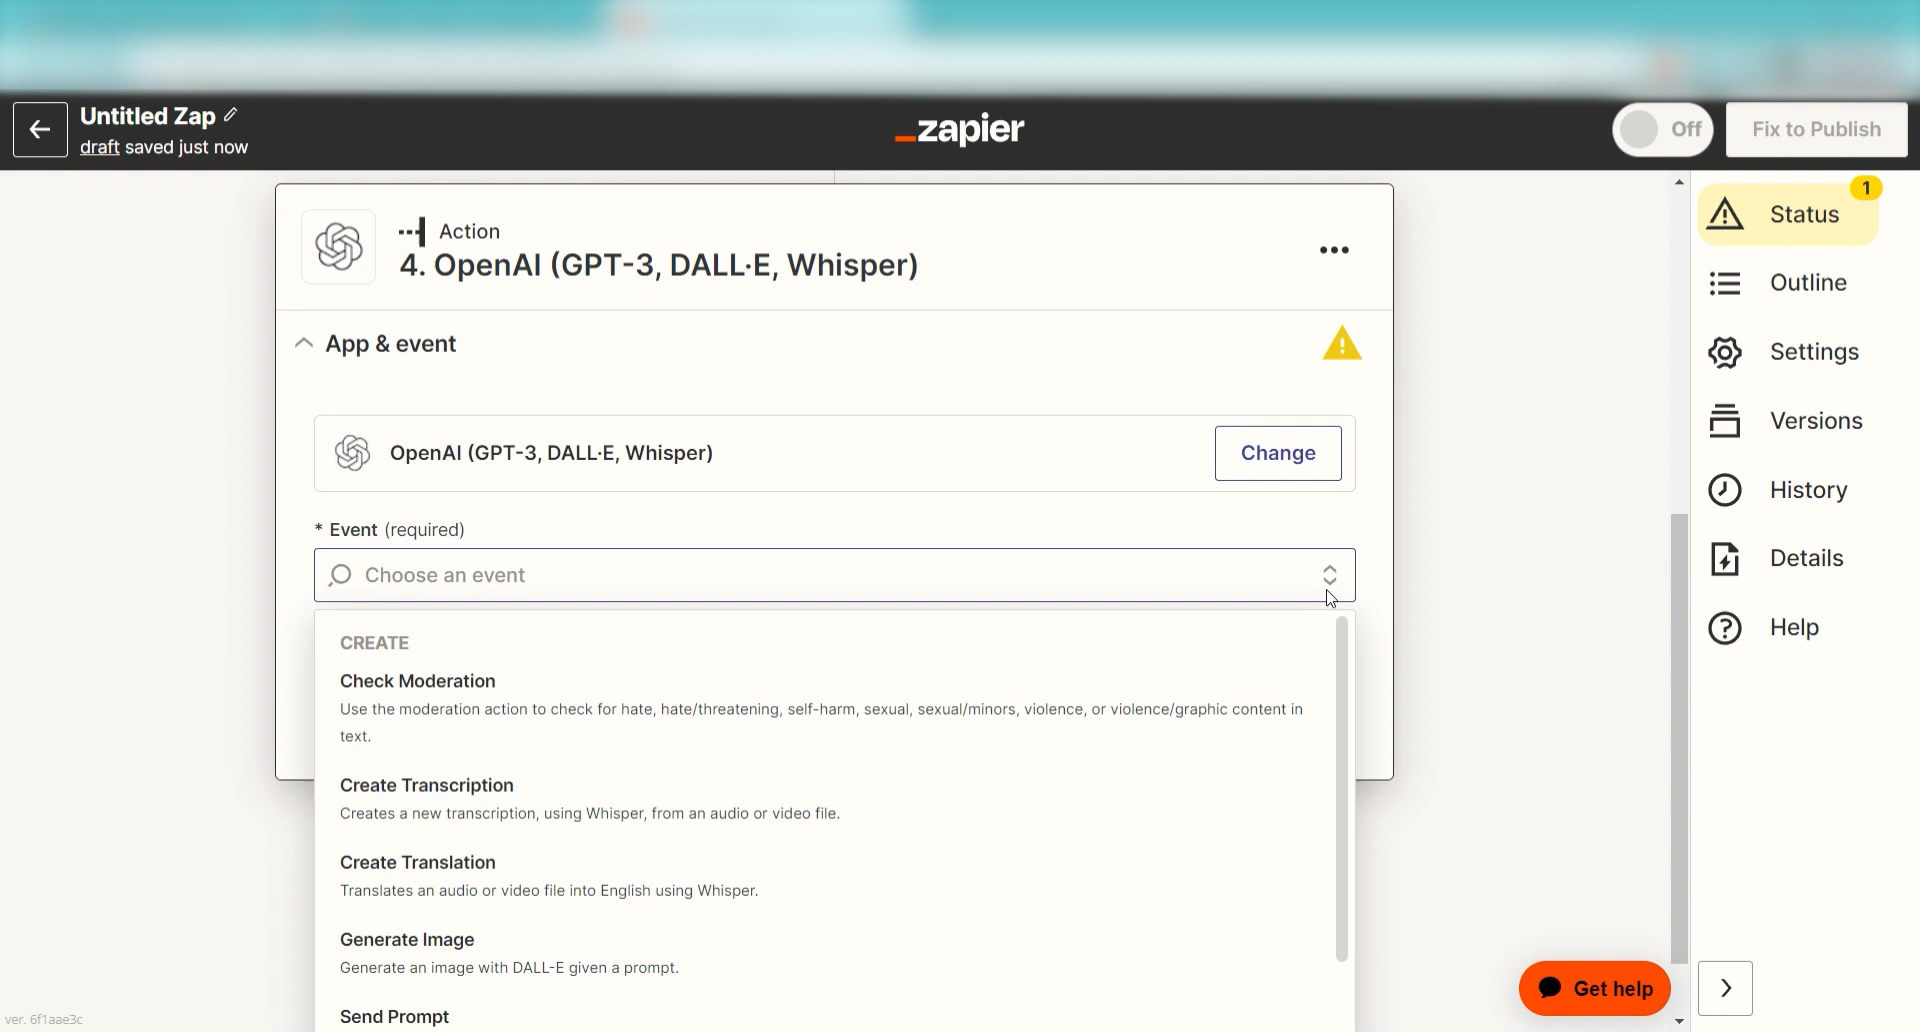 Untitled Zap
draft saved just now
zapier
Off
Fix to Publish
Action
4. OpenAI (GPT-3, DALL·E, Whisper)
App & event
OpenAI (GPT-3, DALL·E, Whisper)
Change
* Event (required)
Choose an event
CREATE
Check Moderation
Use the moderation action to check for hate, hate/threatening, self-harm, sexual, sexual/minors, violence, or violence/graphic content in
text.
Create Transcription
Creates a new transcription, using Whisper, from an audio or video file.
Create Translation
Translates an audio or video file into English using Whisper.
Generate Image
Generate an image with DALL-E given a prompt.
Send Prompt
1
Status
Outline
Settings
Versions
History
Details
Help
Get help
ver. 6f1aae3c